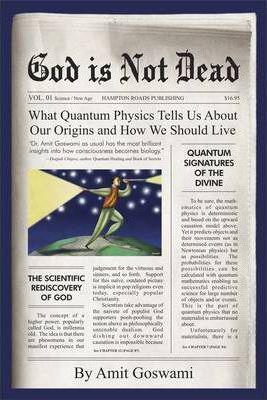 God is Not Dead
VOL. 01 Science / New Age HAMPTON ROADS PUBLISHING $16.95
What Quantum Physics Tells Us About
Our Origins and How We Should Live
"Dr. Amit Goswami as usual has the most brilliant
insights into how consciousness becomes biology."
—Deepak Chopra, author Quantum Healing and Book of Secrets
QUANTUM
SIGNATURES
OF THE
DIVINE
To be sure, the math-
ematics of quantum
physics is deterministic
and based on the upward
causation model above:
Yet it predicts objects and
their movements not as
determined events (as in
Newtonian physics) but
as possibilities. The
probabilities for these
possibilities can be
calculated with quantum
mathematics enabling us
successful predictive
science for large number
of objects and/or events.
This is the part of
quantum physics that no
materialist is embarrassed
about.
Unfortunately for
materialists, there is a
See CHAPTER 7 (PAGE 94)
THE SCIENTIFIC
REDISCOVERY
OF GOD
The concept of a
higher power, popularly
called God, is millennia
old. The idea is that there
are phenomena in our
manifest experience that
judgement for the virtuous and
sinners, and so forth. Support
for this naive, outdated picture
is implicit in pop religions even
today, especially popular
Christianity.
Scientists take advantage of
the naivete of populist God
supporters pooh-poohing the
notion above as philosophically
untenable dualism. God
dishing out downward
causation is impossible because
See CHAPTER 12 (PAGE 87)
By Amit Goswami